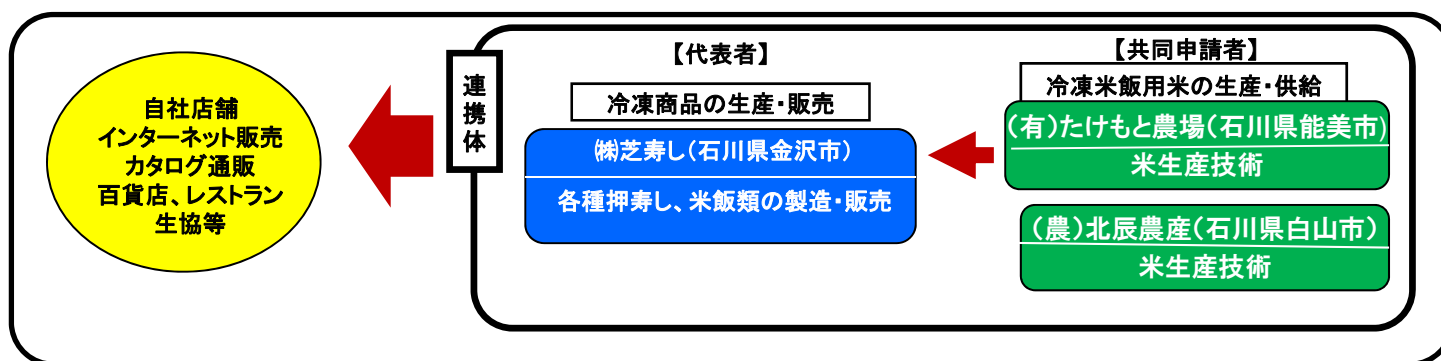 自社店舗
インターネット販売
カタログ通販
百貨店、レストラン
生協等
連携体
【代表者】
冷凍商品の生産・販売
㈱芝寿し(石川県金沢市)
各種押寿し、米飯類の製造・販売
【共同申請者】
冷凍米飯用米の生産・供給
(有)たけもと農場(石川県能美市)
米生産技術
(農)北辰農産(石川県白山市)
米生産技術